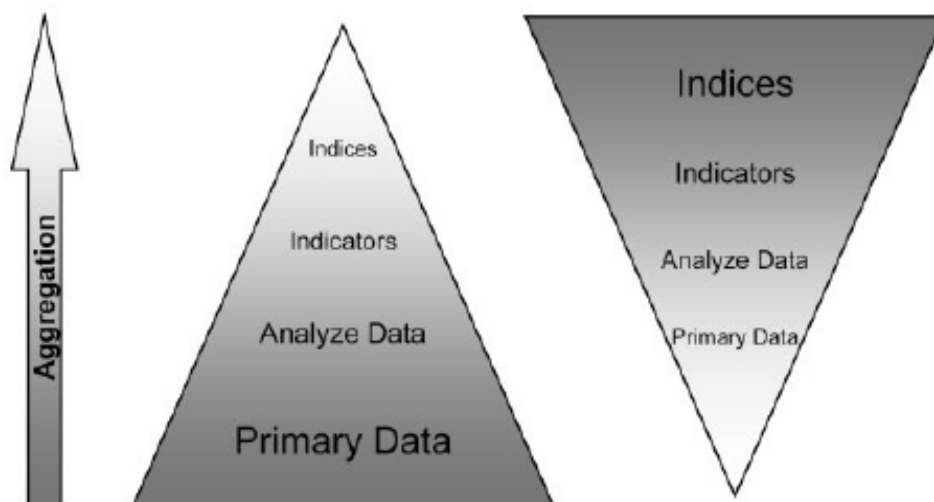 Aggregation
Indices
Indicators
Analyze Data
Primary Data
Indices
Indicators
Analyze Data
Primary Data